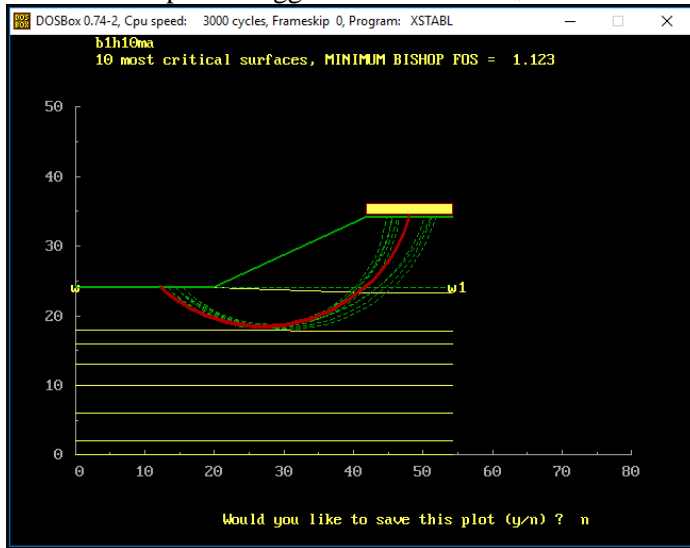 DOSBox 0.74-2, Cpu speed: 3000 cycles, Frameskip 0, Program: XSTABL
b1h10ma
10 most critical surfaces, MINIMUM BISHOP FOS = 1.123
50
40
30
w w1
20
10
0
0 10 20 30 40 50 60 70 80
Would you like to save this plot (y/n) ? n